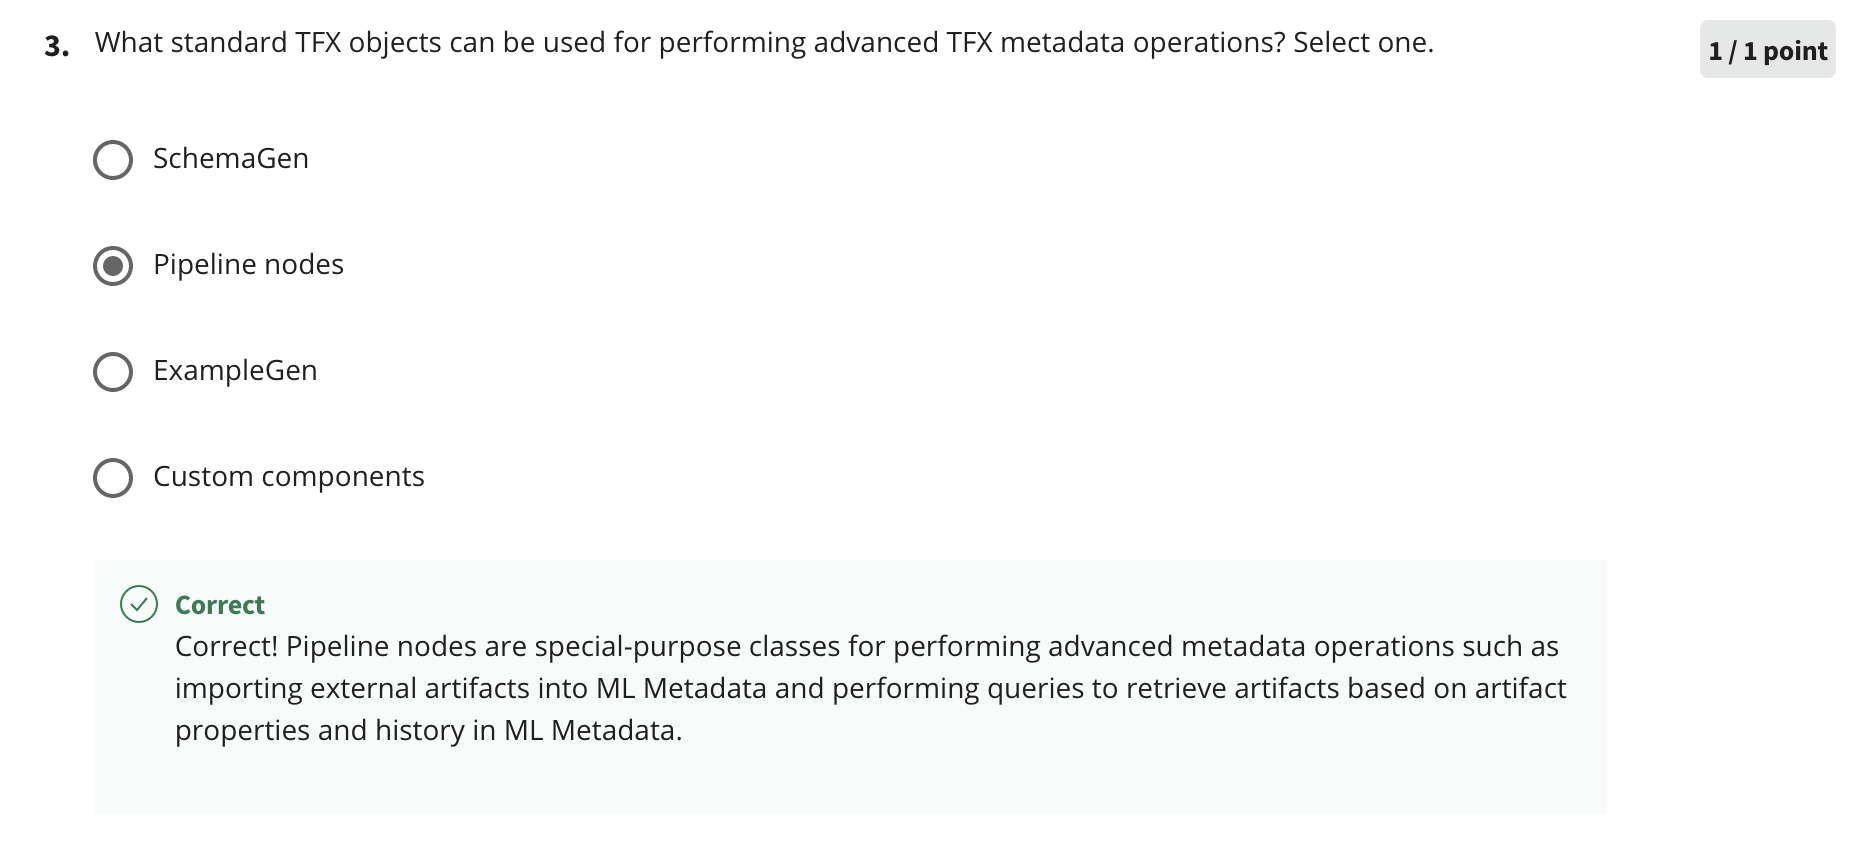 3. What standard TFX objects can be used for performing advanced TFX metadata operations? Select one.
1 / 1 point
SchemaGen
Pipeline nodes
ExampleGen
Custom components
Correct
Correct! Pipeline nodes are special-purpose classes for performing advanced metadata operations such as
importing external artifacts into ML Metadata and performing queries to retrieve artifacts based on artifact
properties and history in ML Metadata.